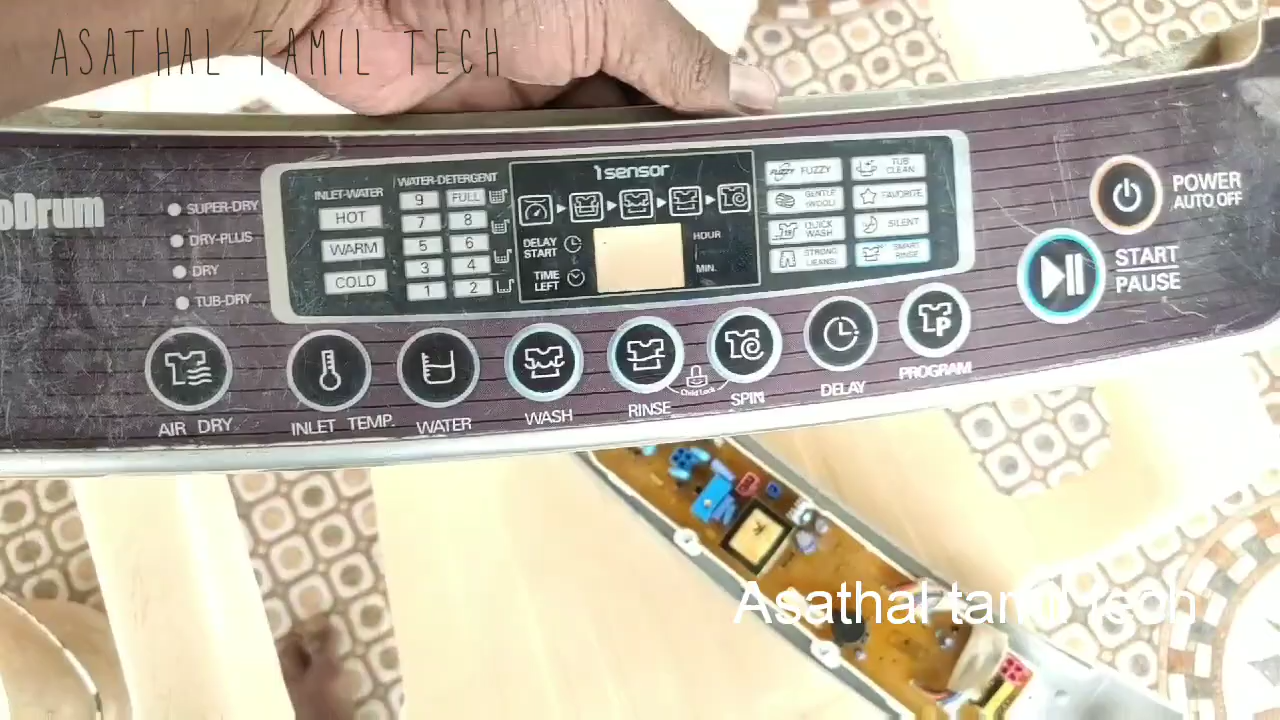 ASATHAL TAMIL TECH
oDrum
SUPER-DRY
DRY-PLUS
DRY
TUB-DRY
INLET-WATER
HOT
WARM
COLD
WATER-DETERGENT
9 FULL
7 8
5 6
3 4
1 2
isensor
DELAY START
TIME LEFT
HOUR
MIN.
FUZZY FUZZY
GENTLE (WOOL)
QUICK WASH
STRONG (JEANS)
TUB CLEAN
FAVORITE
SILENT
SMART RINSE
POWER
AUTO OFF
START
PAUSE
AIR DRY
INLET TEMP.
WATER
WASH
RINSE
Child Lock
SPIN
DELAY
P
PROGRAM
Asathal tamil tech